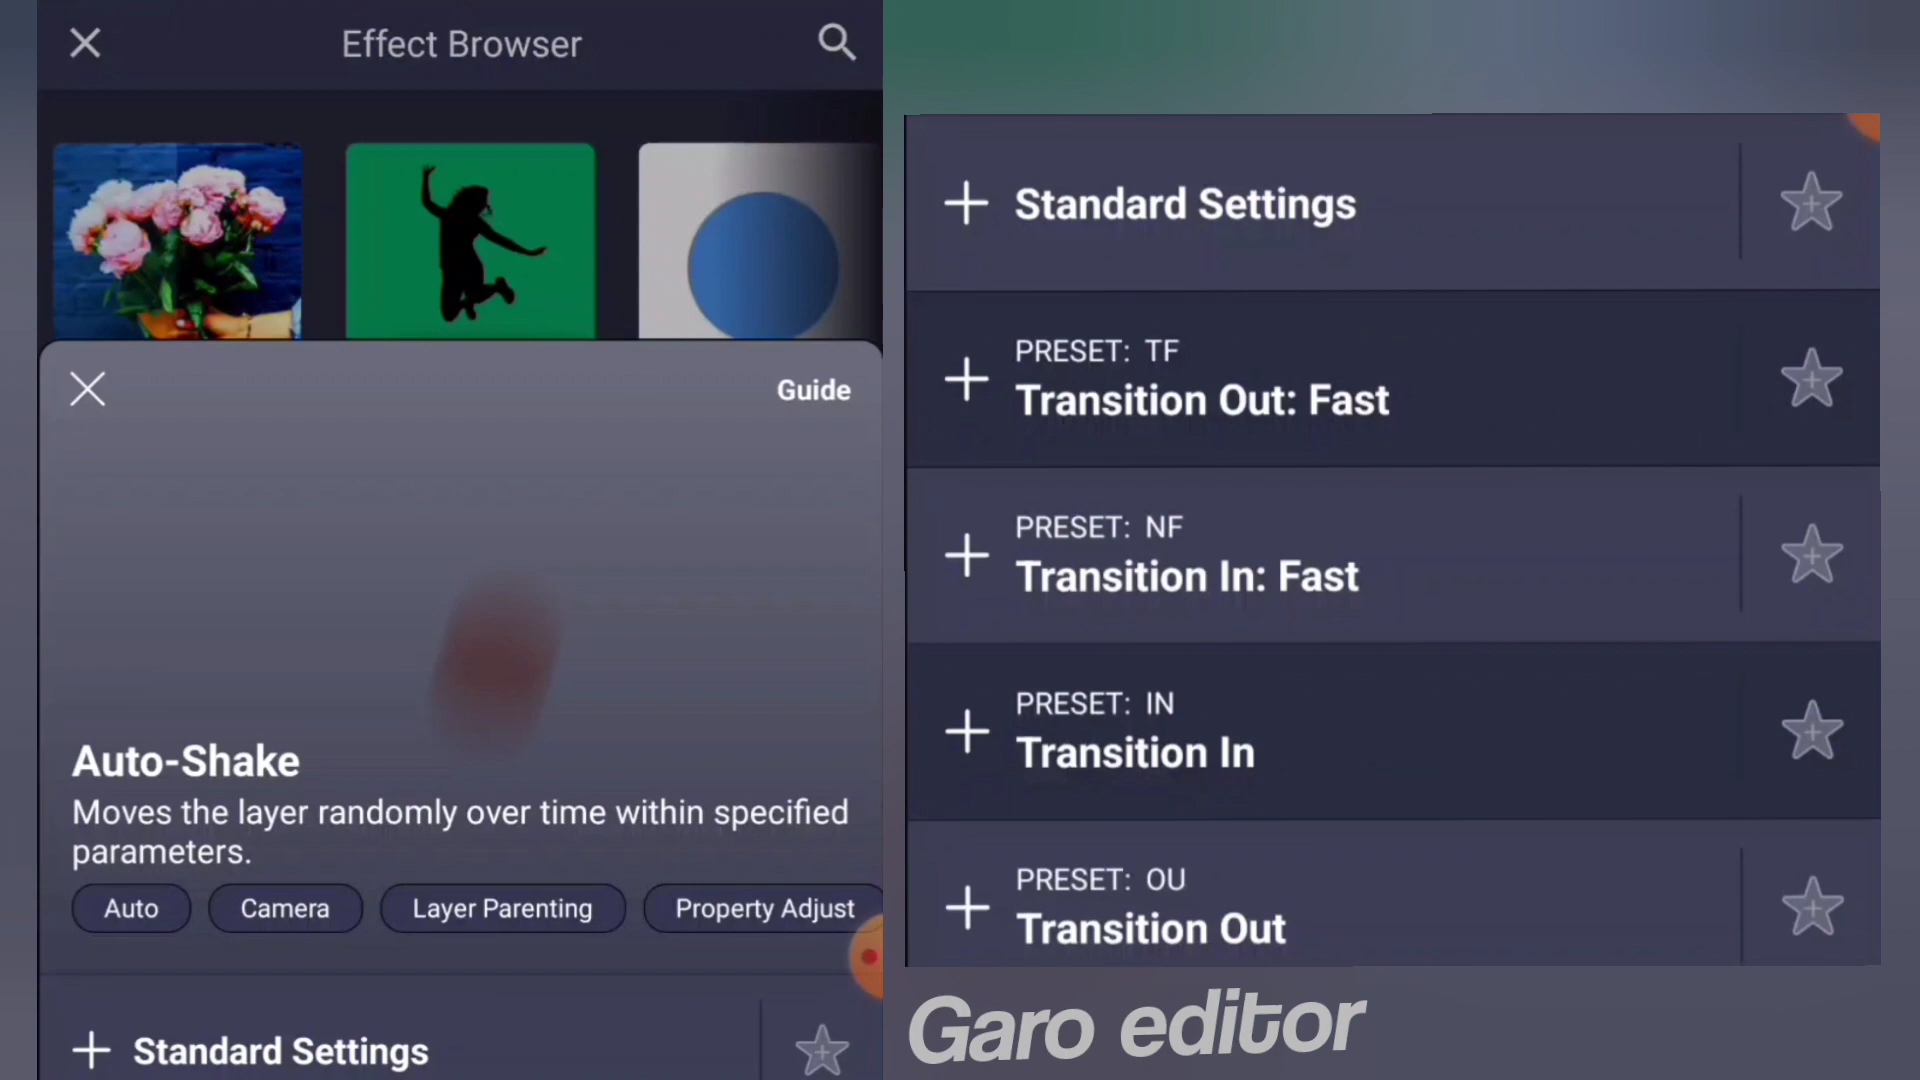 Effect Browser
Guide
Auto-Shake
Moves the layer randomly over time within specified
parameters.
Auto
Camera
Layer Parenting
Property Adjust
Standard Settings
Standard Settings
PRESET: TF
Transition Out: Fast
PRESET: NF
Transition In: Fast
PRESET: IN
Transition In
PRESET: OU
Transition Out
Garo editor